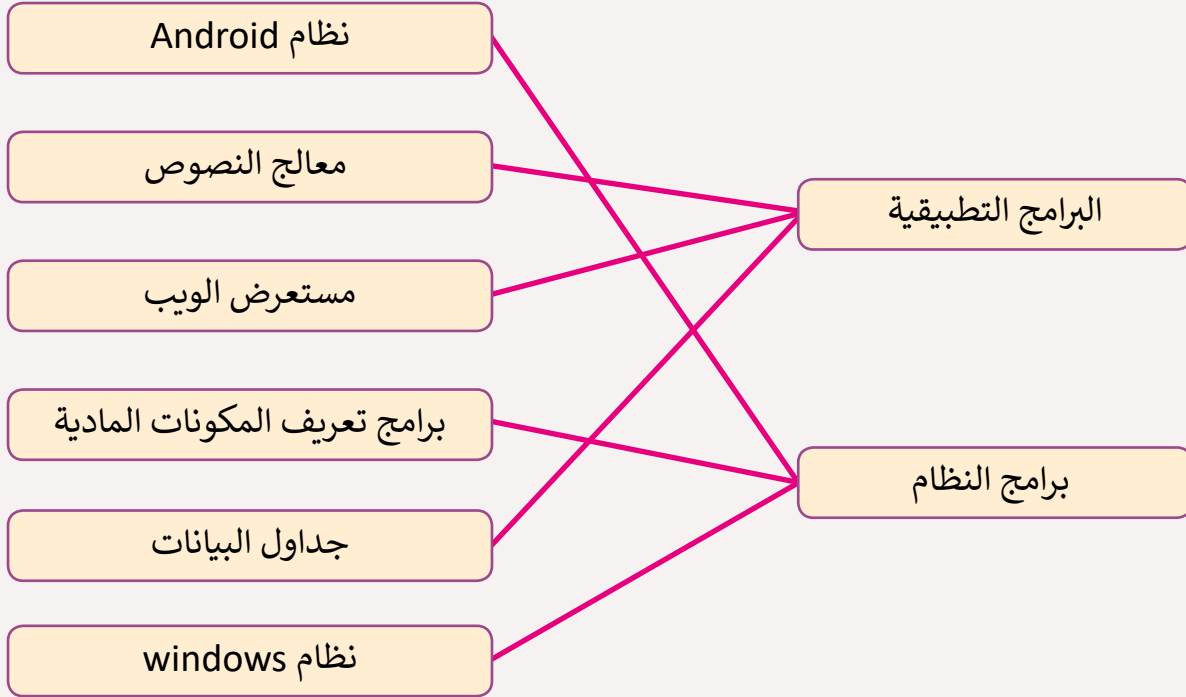 نظام Android
معالج النصوص
البرامج التطبيقية
مستعرض الويب
برامج تعريف المكونات المادية
برامج النظام
جداول البيانات
نظام windows